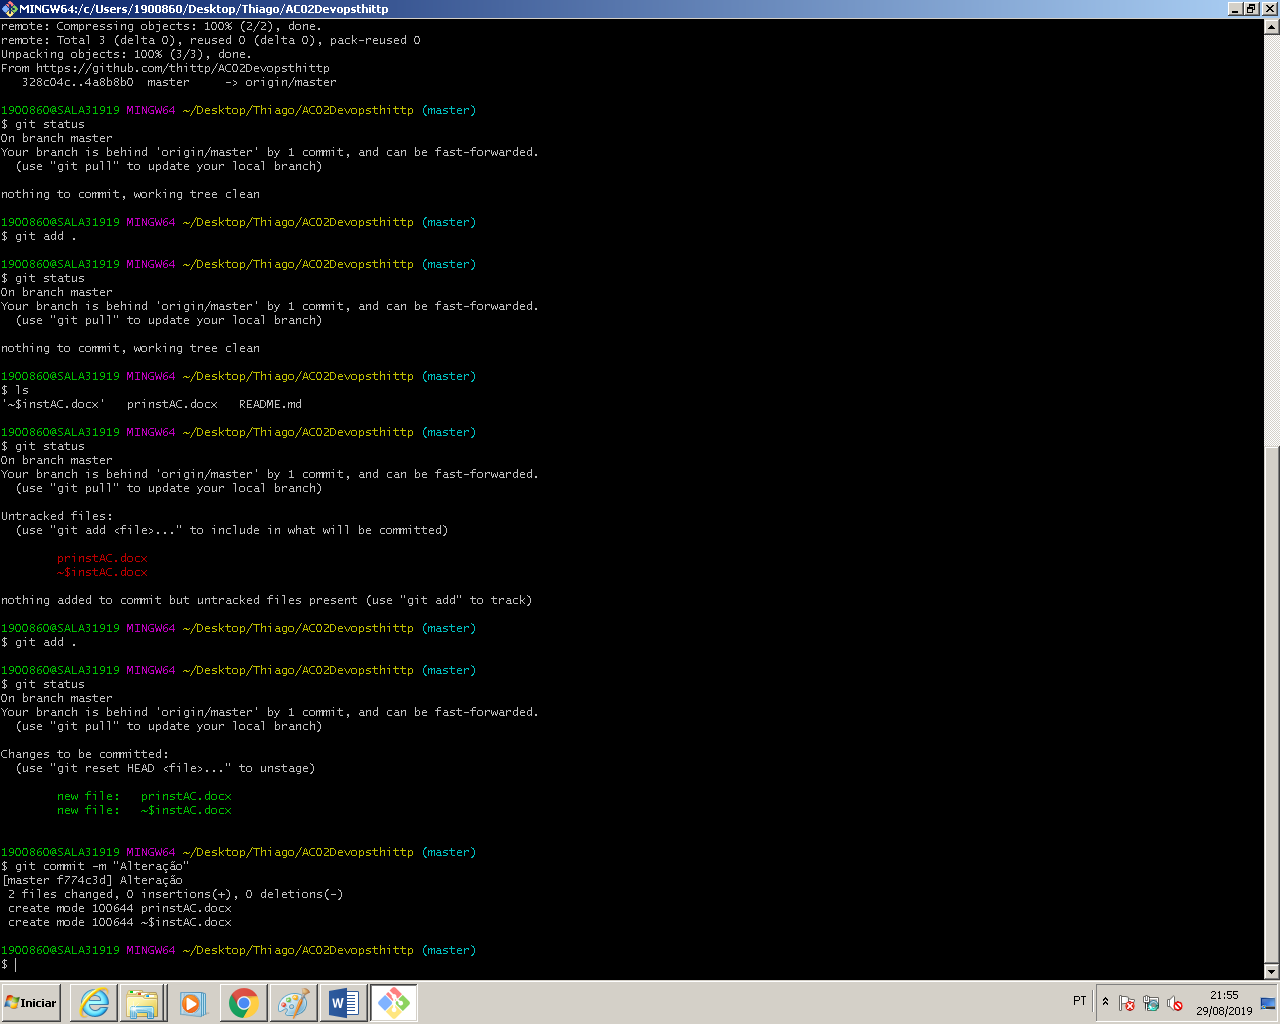 MINGW64:/c/Users/1900860/Desktop/Thiago/AC02Devopsthittp
remote: Compressing objects: 100% (2/2), done.
remote: Total 3 (delta 0), reused 0 (delta 0), pack-reused 0
Unpacking objects: 100% (3/3), done.
From https://github.com/thittp/AC02Devopsthittp
328c04c..4a8b8b0  master     -> origin/master
1900860@SALA31919 MINGW64 ~/Desktop/Thiago/AC02Devopsthittp (master)
$ git status
On branch master
Your branch is behind 'origin/master' by 1 commit, and can be fast-forwarded.
(use "git pull" to update your local branch)
nothing to commit, working tree clean
1900860@SALA31919 MINGW64 ~/Desktop/Thiago/AC02Devopsthittp (master)
$ git add .
1900860@SALA31919 MINGW64 ~/Desktop/Thiago/AC02Devopsthittp (master)
$ git status
On branch master
Your branch is behind 'origin/master' by 1 commit, and can be fast-forwarded.
(use "git pull" to update your local branch)
nothing to commit, working tree clean
1900860@SALA31919 MINGW64 ~/Desktop/Thiago/AC02Devopsthittp (master)
$ ls
'~$instAC.docx'   prinstAC.docx   README.md
1900860@SALA31919 MINGW64 ~/Desktop/Thiago/AC02Devopsthittp (master)
$ git status
On branch master
Your branch is behind 'origin/master' by 1 commit, and can be fast-forwarded.
(use "git pull" to update your local branch)
Untracked files:
(use "git add <file>..." to include in what will be committed)
prinstAC.docx
~$instAC.docx
nothing added to commit but untracked files present (use "git add" to track)
1900860@SALA31919 MINGW64 ~/Desktop/Thiago/AC02Devopsthittp (master)
$ git add .
1900860@SALA31919 MINGW64 ~/Desktop/Thiago/AC02Devopsthittp (master)
$ git status
On branch master
Your branch is behind 'origin/master' by 1 commit, and can be fast-forwarded.
(use "git pull" to update your local branch)
Changes to be committed:
(use "git reset HEAD <file>..." to unstage)
new file:   prinstAC.docx
new file:   ~$instAC.docx
1900860@SALA31919 MINGW64 ~/Desktop/Thiago/AC02Devopsthittp (master)
$ git commit -m "Alteração"
[master f774c3d] Alteração
2 files changed, 0 insertions(+), 0 deletions(-)
create mode 100644 prinstAC.docx
create mode 100644 ~$instAC.docx
1900860@SALA31919 MINGW64 ~/Desktop/Thiago/AC02Devopsthittp (master)
$
Iniciar
PT
21:55
29/08/2019